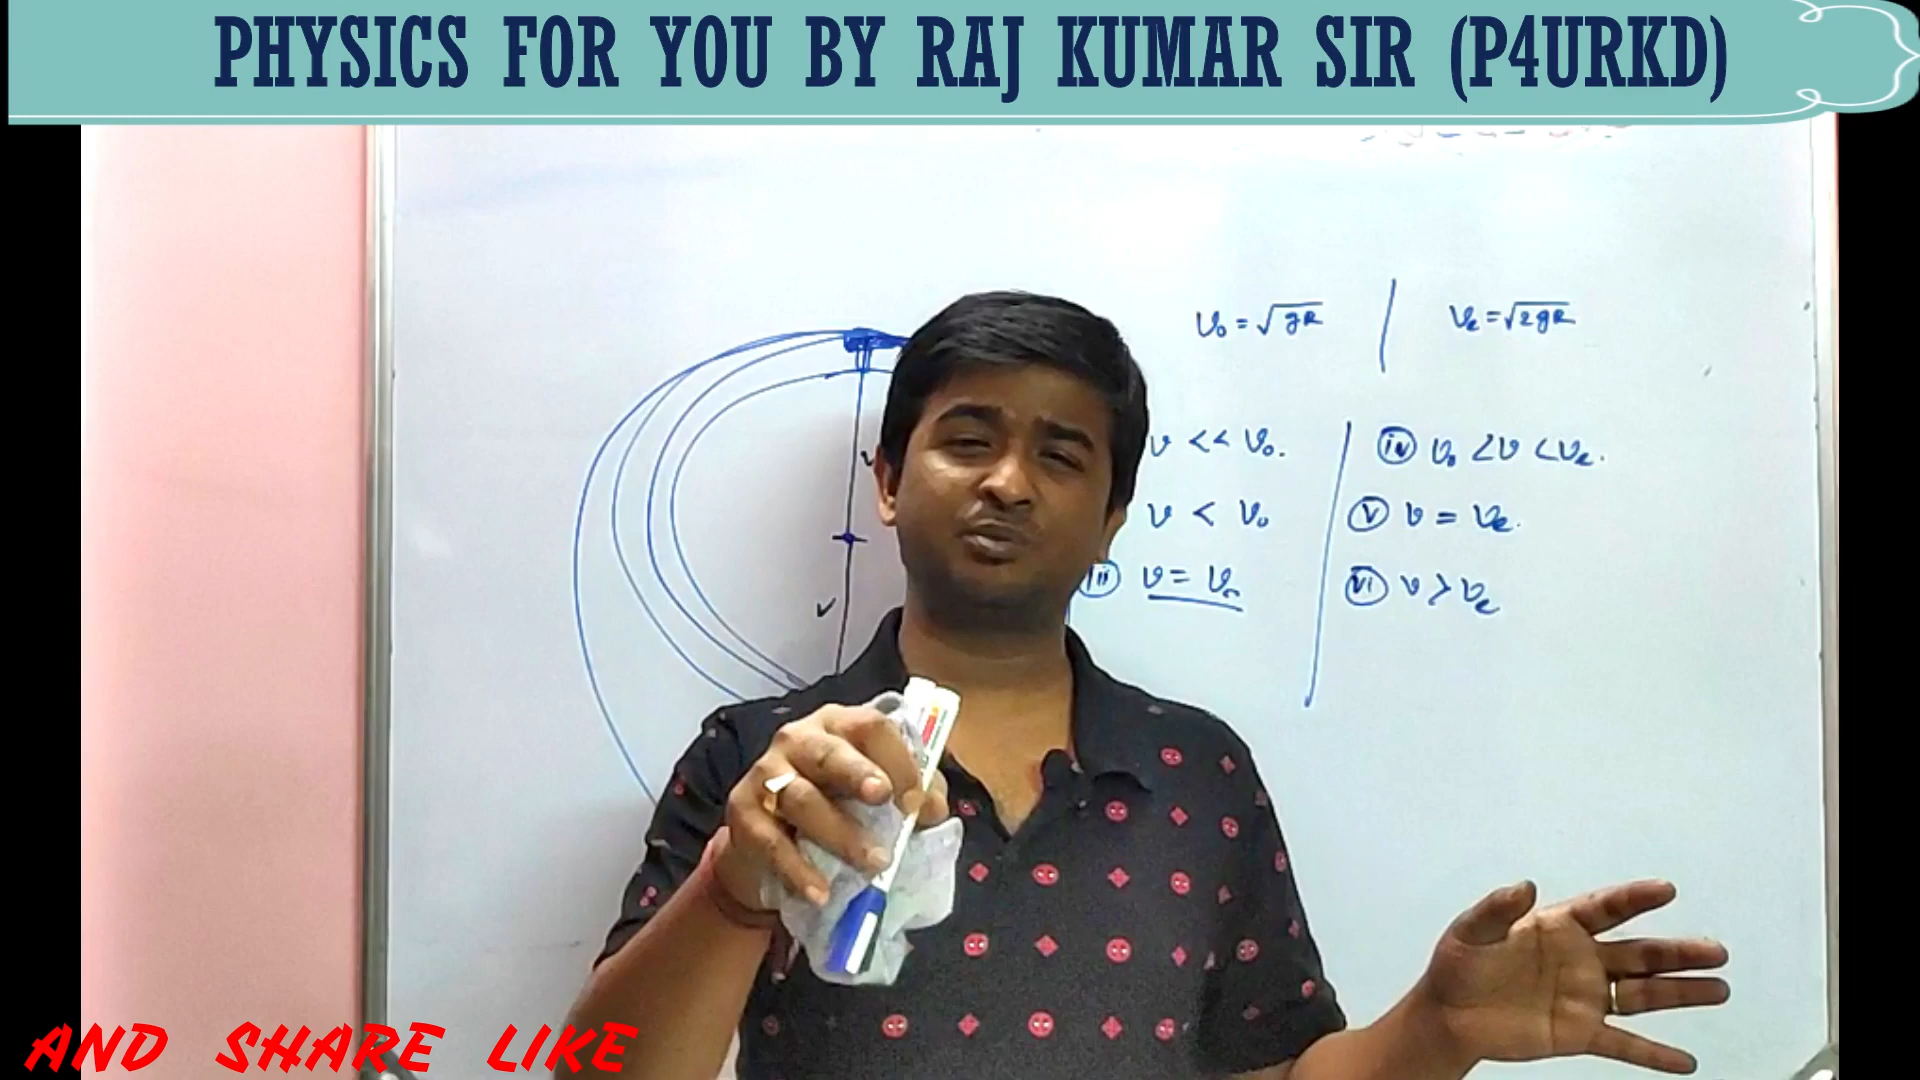 PHYSICS FOR YOU BY RAJ KUMAR SIR (P4URKD)
v₀ = √gR
vₑ = √2gR
v << v₀.
v < v₀
iii v = v₀
iv v₀ < v < vₑ.
v v = vₑ.
vi v > vₑ
v
AND SHARE LIKE